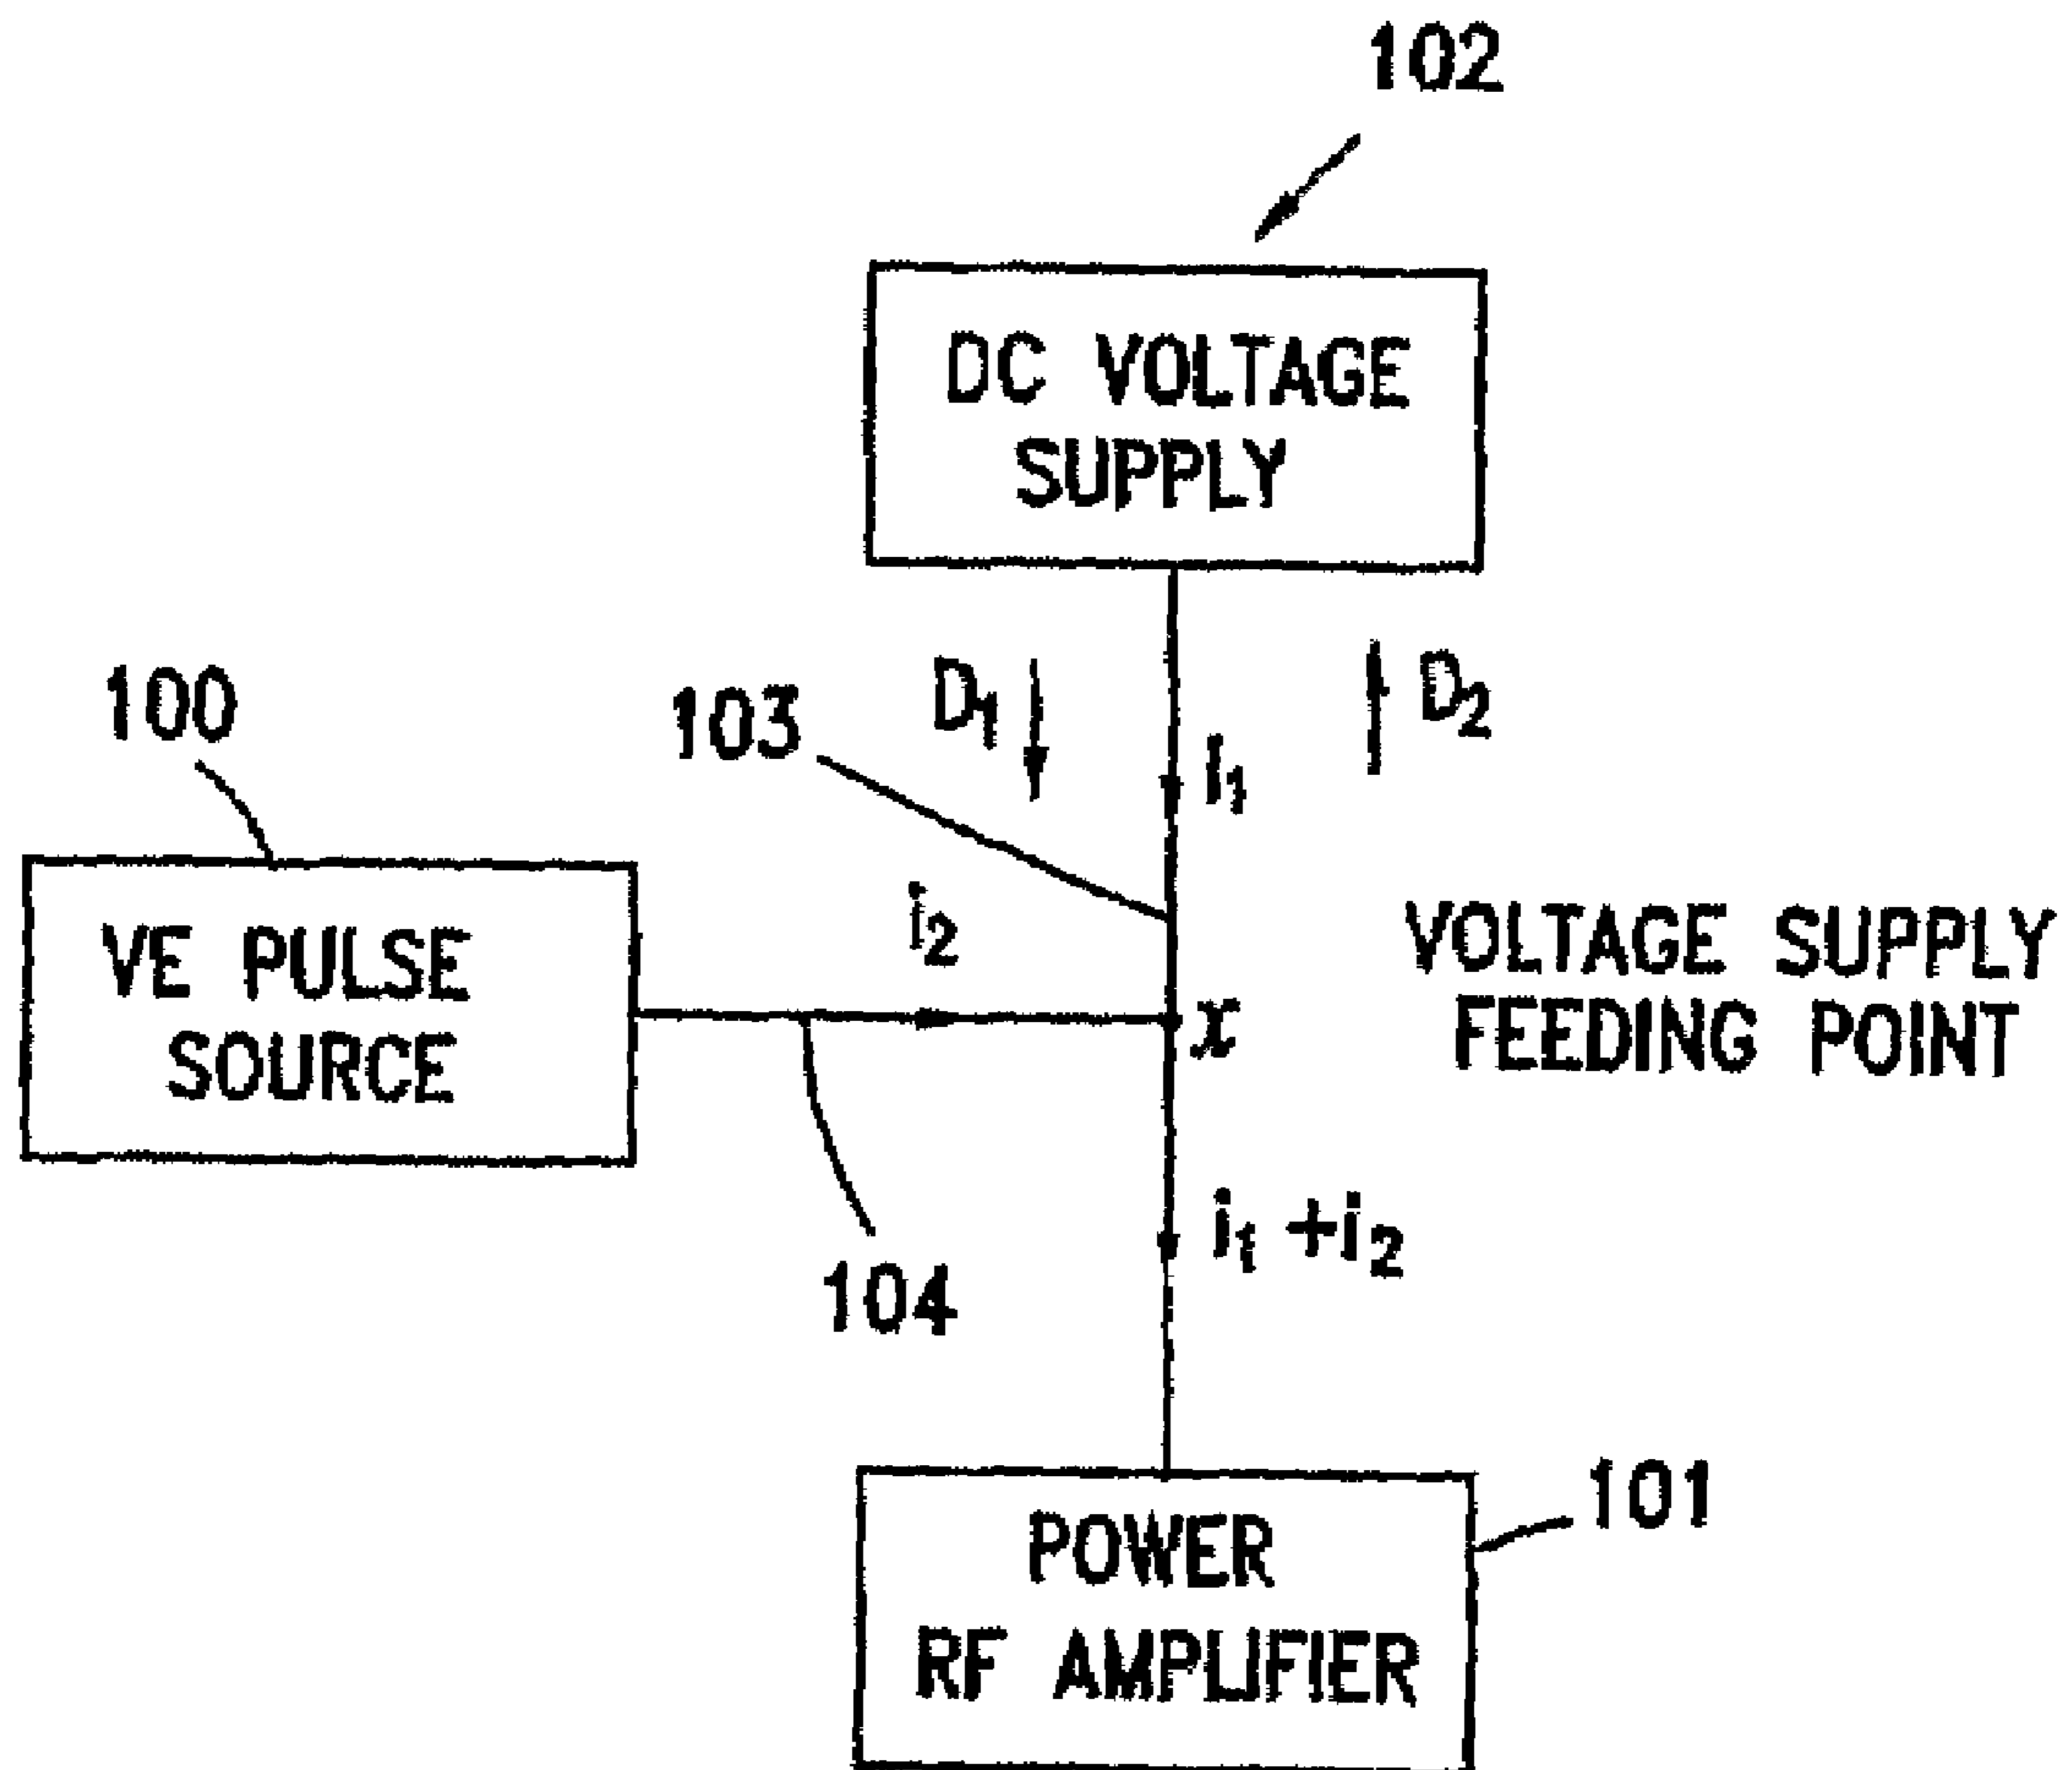 102
DC VOLTAGE
SUPPLY
100
103
D1
i1
D2
VE PULSE
SOURCE
i2
x
VOLTAGE SUPPLY
FEEDING POINT
104
i1 +i2
POWER
RF AMPLIFIER
101